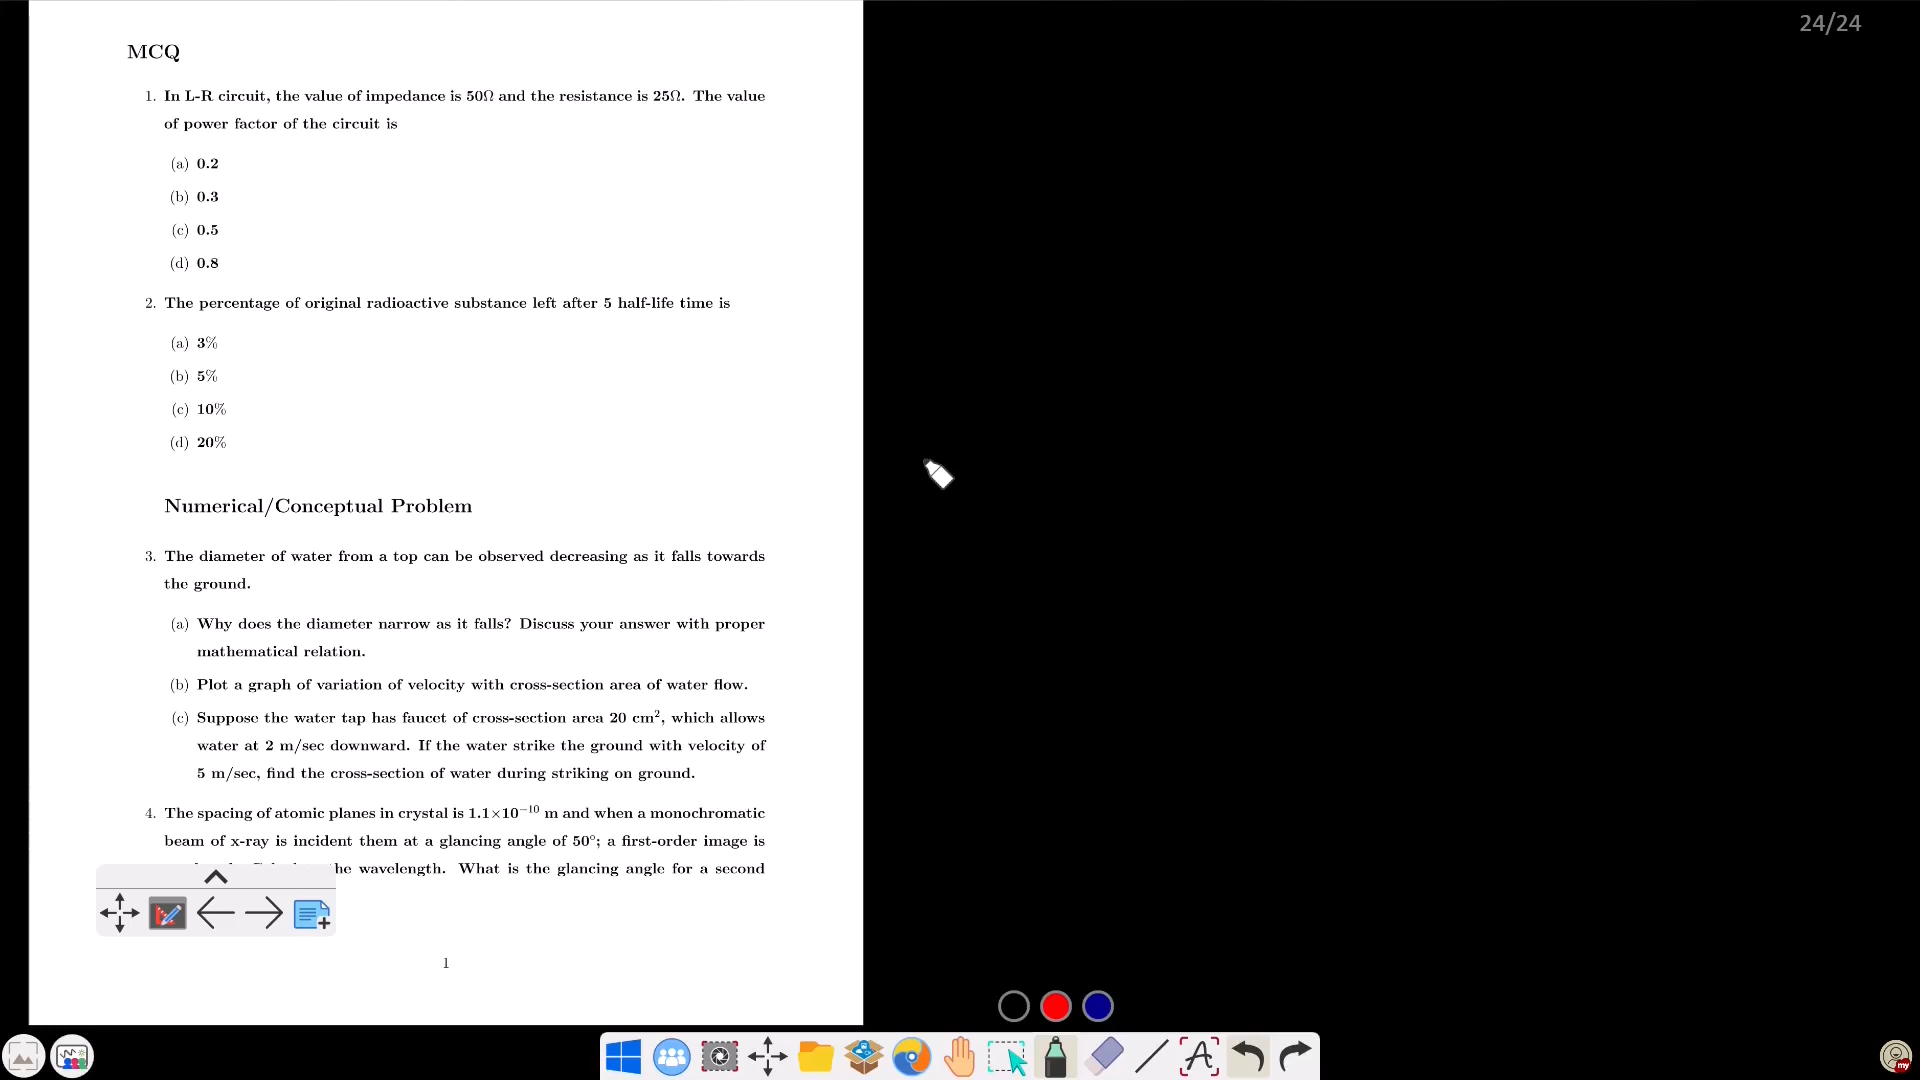 24/24
MCQ
1. In L-R circuit, the value of impedance is 50Ω and the resistance is 25Ω. The value
of power factor of the circuit is
(a) 0.2
(b) 0.3
(c) 0.5
(d) 0.8
2. The percentage of original radioactive substance left after 5 half-life time is
(a) 3%
(b) 5%
(c) 10%
(d) 20%
Numerical/Conceptual Problem
3. The diameter of water from a top can be observed decreasing as it falls towards
the ground.
(a) Why does the diameter narrow as it falls? Discuss your answer with proper
mathematical relation.
(b) Plot a graph of variation of velocity with cross-section area of water flow.
(c) Suppose the water tap has faucet of cross-section area 20 cm², which allows
water at 2 m/sec downward. If the water strike the ground with velocity of
5 m/sec, find the cross-section of water during striking on ground.
4. The spacing of atomic planes in crystal is 1.1×10⁻¹⁰ m and when a monochromatic
beam of x-ray is incident them at a glancing angle of 50°; a first-order image is
wavelength. What is the glancing angle for a second
1
my